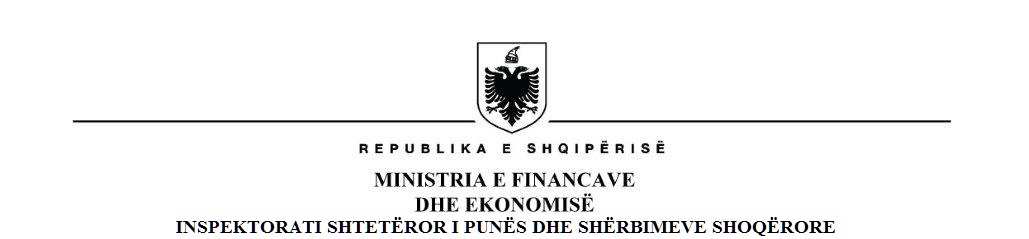 REPUBLIKA E SHQIPËRISË
MINISTRIA E FINANCAVE
DHE EKONOMISË
INSPEKTORATI SHTETËROR I PUNËS DHE SHËRBIMEVE SHOQËRORE